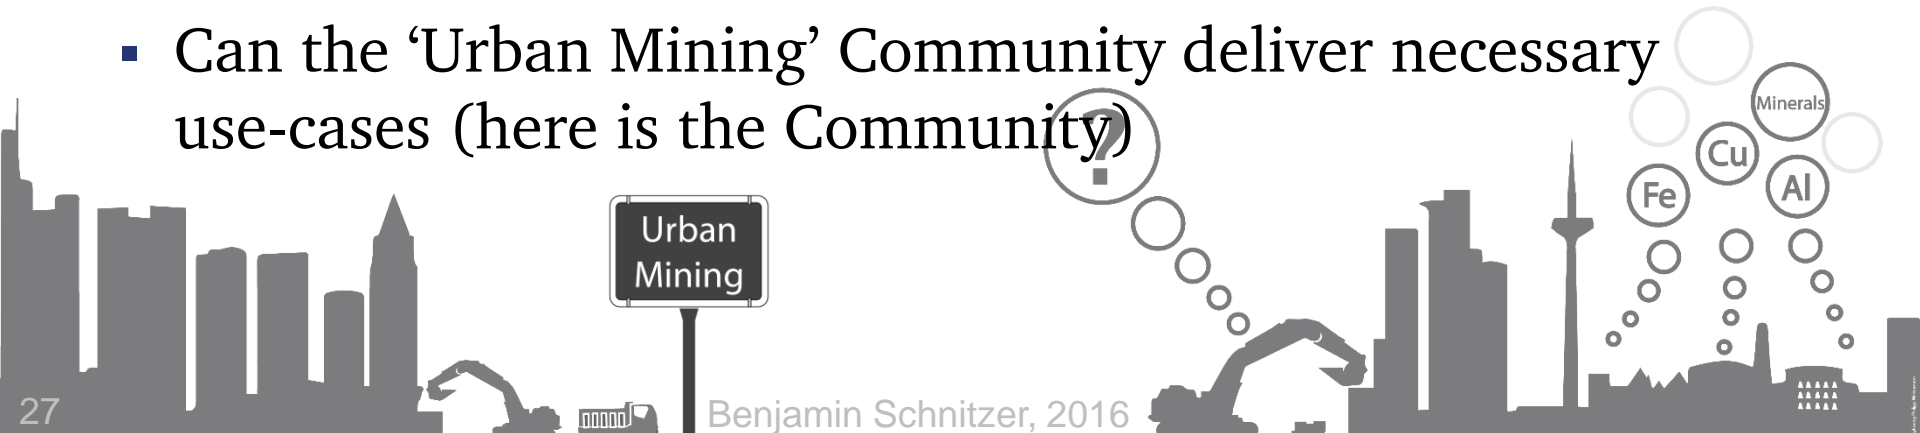 ▪ Can the ‘Urban Mining’ Community deliver necessary
use-cases (here is the Community)
?
Minerals
Cu
Fe
Al
Urban
Mining
27
Benjamin Schnitzer, 2016